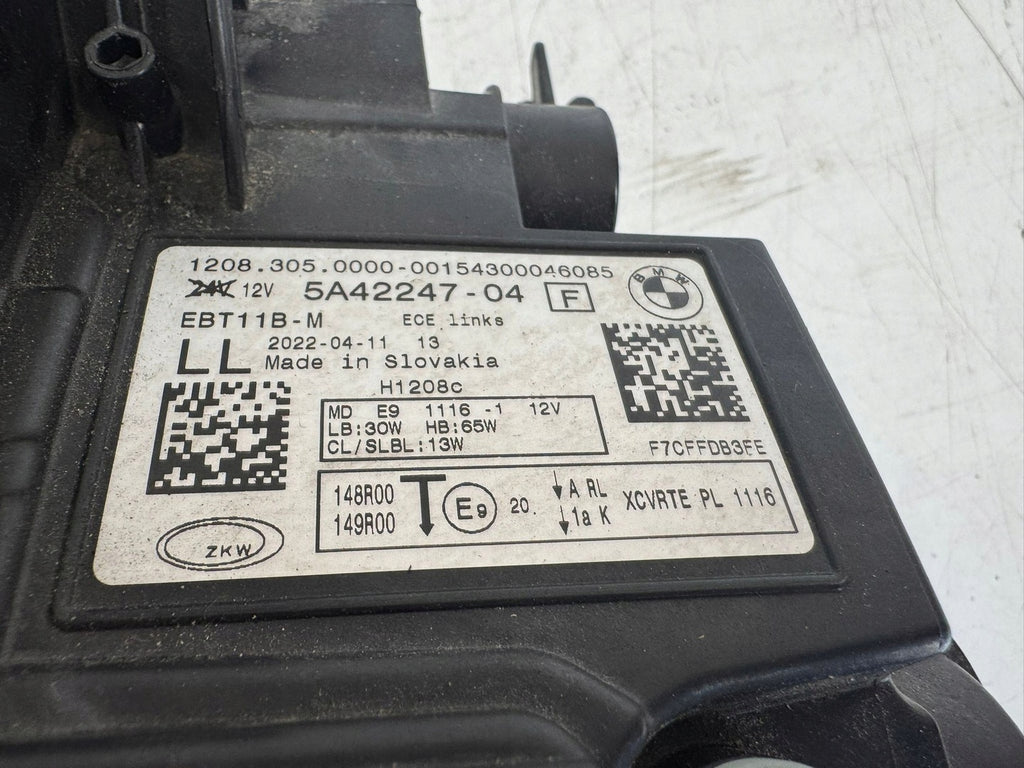 1208.305.0000-00154300046085
24V 12V 5A42247-04 F
BMW
EBT11B-M ECE links
LL 2022-04-11 13
Made in Slovakia
H1208c
MD E9 1116 -1 12V
LB:30W HB:65W
CL/SLBL:13W
F7CFFDB3FE
148R00 T E9 20. ↓A RL XCVRTE PL 1116
149R00 ↓1a K
ZKW